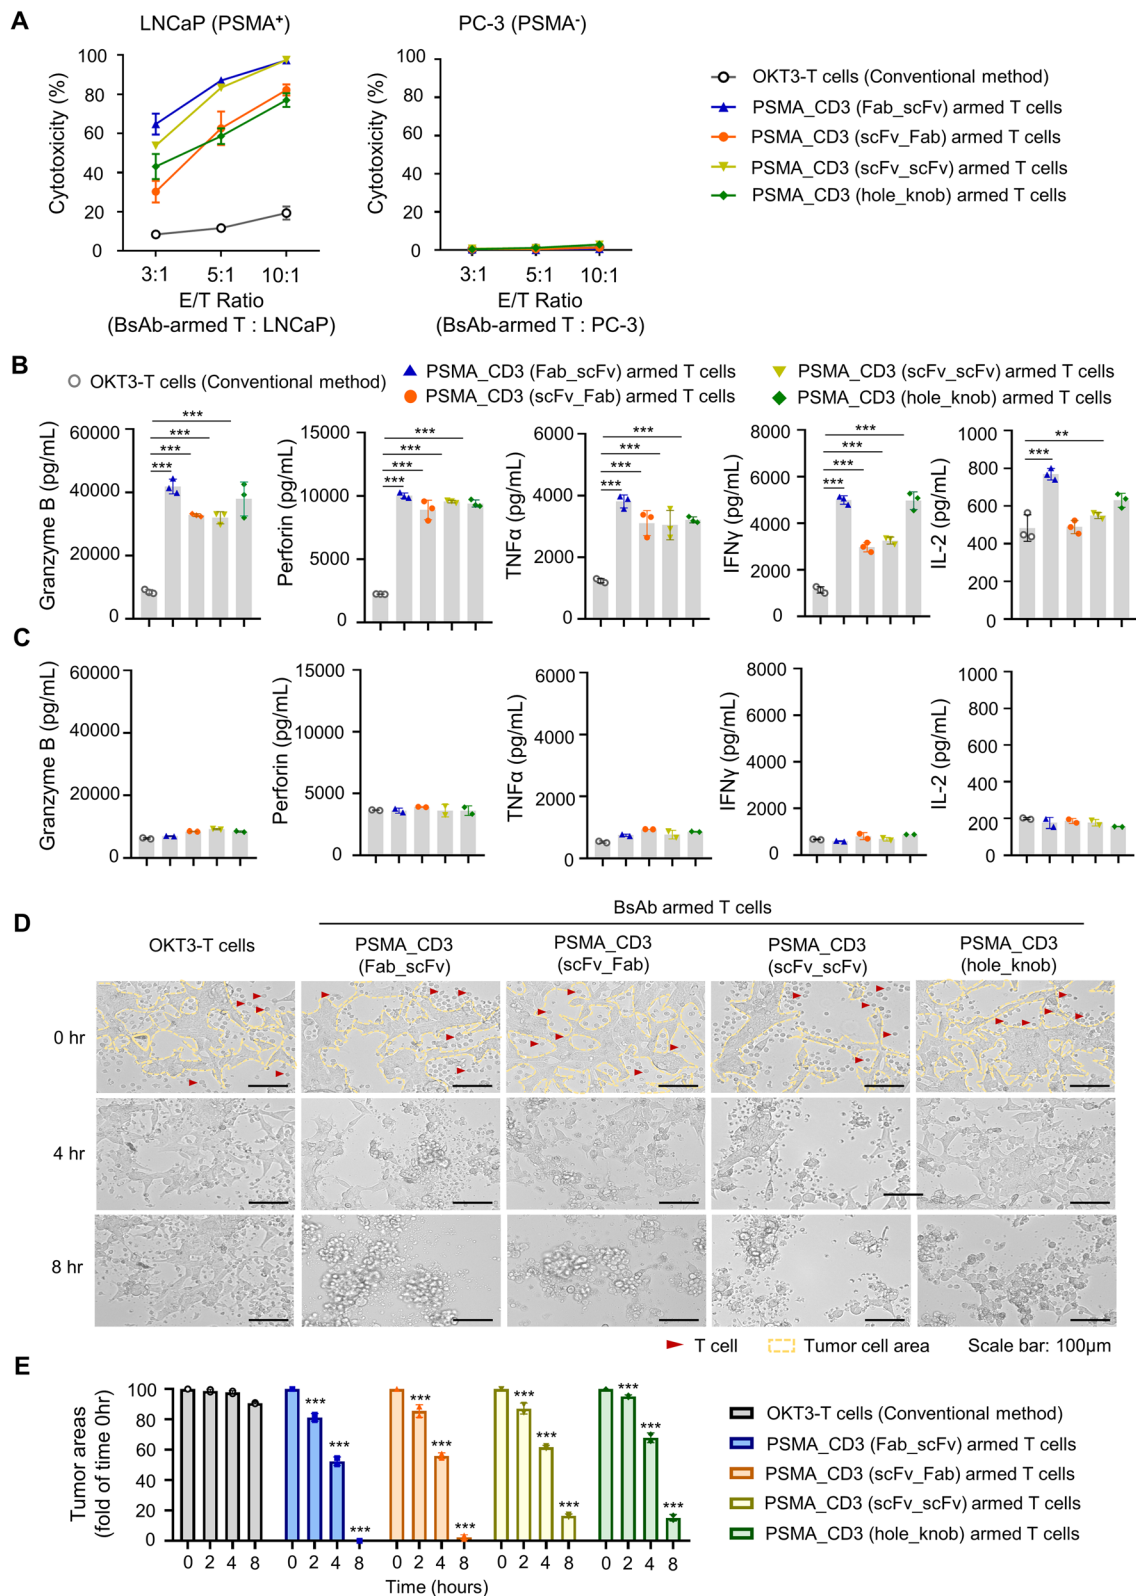 A
LNCaP (PSMA⁺)
PC-3 (PSMA⁻)
Cytotoxicity (%)
100
80
60
40
20
0
3:1
5:1
10:1
E/T Ratio
(BsAb-armed T : LNCaP)
Cytotoxicity (%)
100
80
60
40
20
0
3:1
5:1
10:1
E/T Ratio
(BsAb-armed T : PC-3)
OKT3-T cells (Conventional method)
PSMA_CD3 (Fab_scFv) armed T cells
PSMA_CD3 (scFv_Fab) armed T cells
PSMA_CD3 (scFv_scFv) armed T cells
PSMA_CD3 (hole_knob) armed T cells
B
OKT3-T cells (Conventional method)
PSMA_CD3 (Fab_scFv) armed T cells
PSMA_CD3 (scFv_Fab) armed T cells
PSMA_CD3 (scFv_scFv) armed T cells
PSMA_CD3 (hole_knob) armed T cells
Granzyme B (pg/mL)
60000
40000
20000
0
***
***
***
***
Perforin (pg/mL)
15000
10000
5000
0
***
***
***
***
TNFα (pg/mL)
6000
4000
2000
0
***
***
***
***
IFNγ (pg/mL)
8000
6000
4000
2000
0
***
***
***
***
IL-2 (pg/mL)
1000
800
600
400
200
0
**
***
C
Granzyme B (pg/mL)
60000
40000
20000
0
Perforin (pg/mL)
15000
10000
5000
0
TNFα (pg/mL)
6000
4000
2000
0
IFNγ (pg/mL)
8000
6000
4000
2000
0
IL-2 (pg/mL)
1000
800
600
400
200
0
D
BsAb armed T cells
OKT3-T cells
PSMA_CD3
(Fab_scFv)
PSMA_CD3
(scFv_Fab)
PSMA_CD3
(scFv_scFv)
PSMA_CD3
(hole_knob)
0 hr
4 hr
8 hr
T cell
Tumor cell area
Scale bar: 100μm
E
Tumor areas
(fold of time 0hr)
100
80
60
40
20
0
***
***
***
***
***
***
***
***
***
***
***
***
0 2 4 8
0 2 4 8
0 2 4 8
0 2 4 8
0 2 4 8
Time (hours)
OKT3-T cells (Conventional method)
PSMA_CD3 (Fab_scFv) armed T cells
PSMA_CD3 (scFv_Fab) armed T cells
PSMA_CD3 (scFv_scFv) armed T cells
PSMA_CD3 (hole_knob) armed T cells